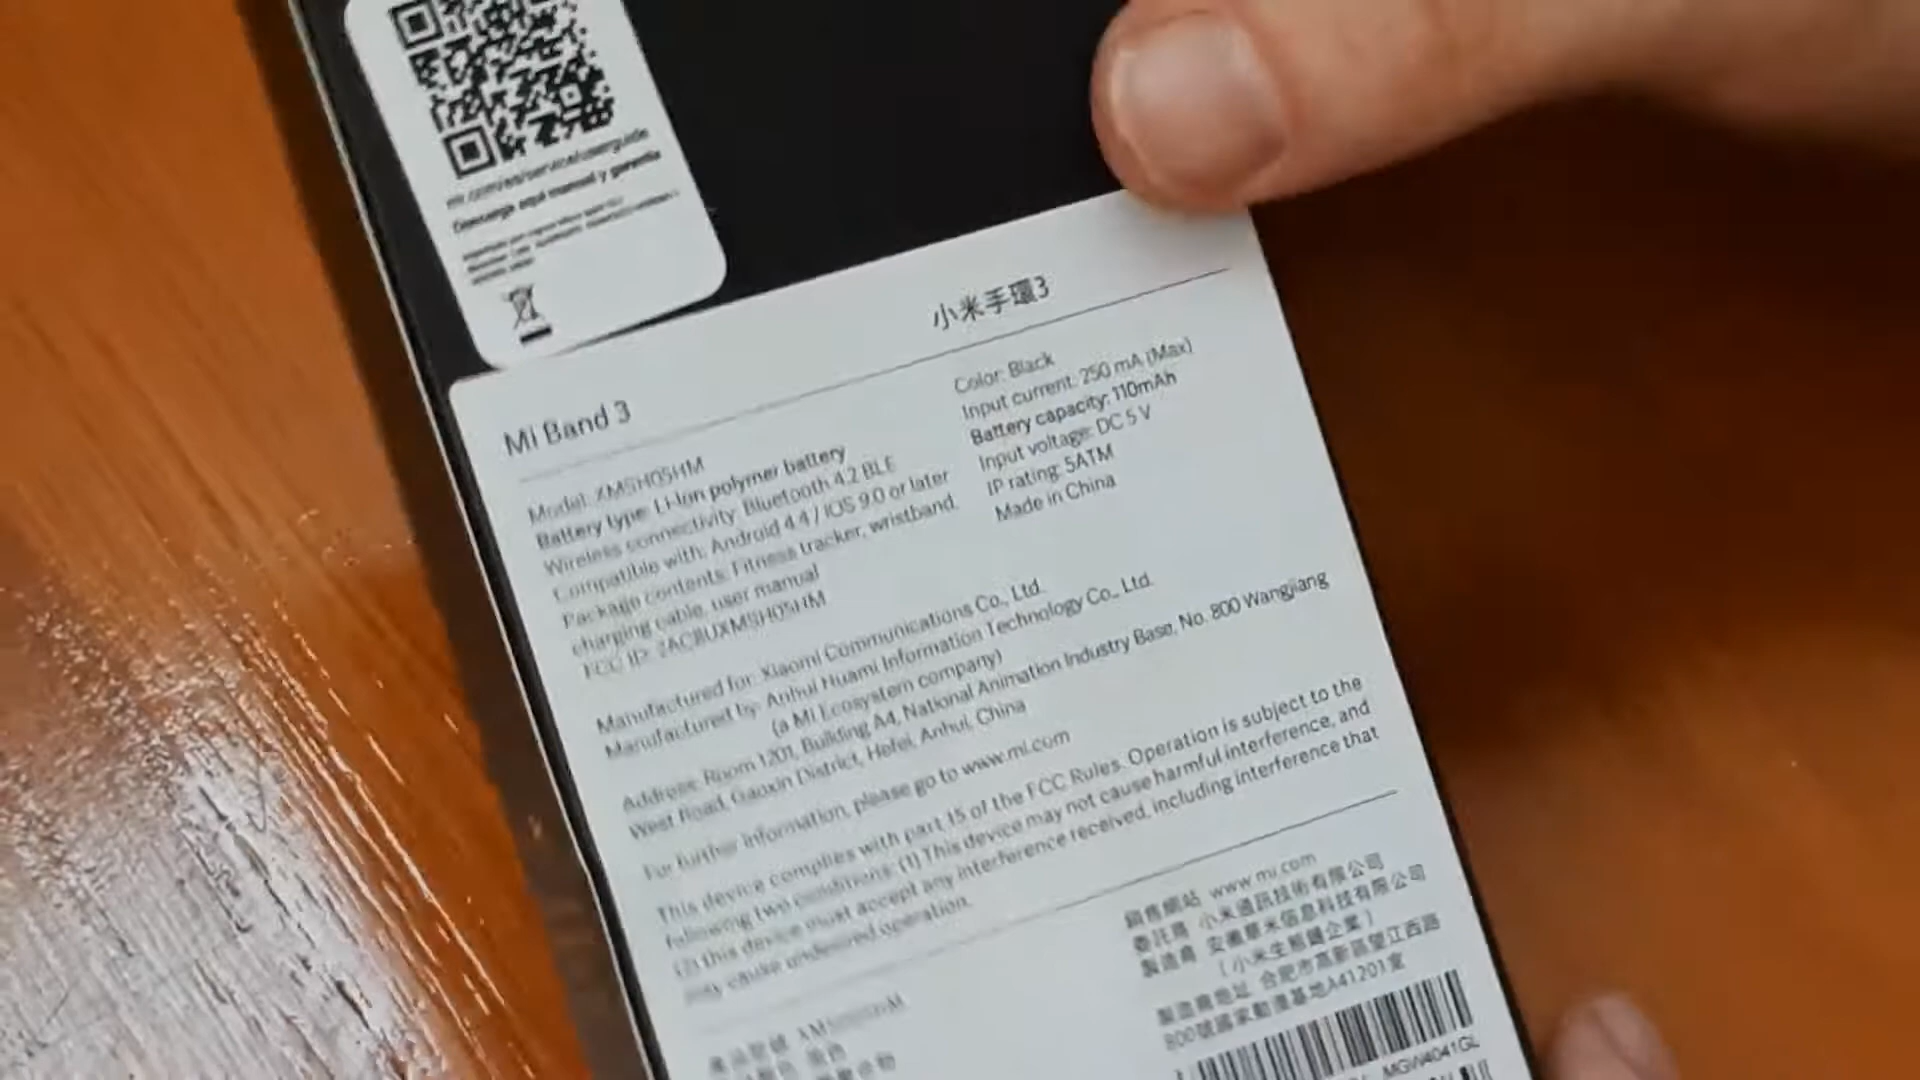 mi.com/es/service/userguide
Descarga aquí manual y garantía
Mi Band 3
小米手環3
Model: XMSH05HM
Battery type: Li-Ion polymer battery
Wireless connectivity: Bluetooth 4.2 BLE
Compatible with: Android 4.4 / iOS 9.0 or later
Package contents: Fitness tracker, wristband,
charging cable, user manual
FCC ID: 2AC8UXMSH05HM
Color: Black
Input current: 250 mA (Max)
Battery capacity: 110mAh
Input voltage: DC 5 V
IP rating: 5ATM
Made in China
Manufactured for: Xiaomi Communications Co., Ltd.
Manufactured by: Anhui Huami Information Technology Co., Ltd.
(a Mi Ecosystem company)
Address: Room 1201, Building A4, National Animation Industry Base, No. 800 Wangjiang
West Road, Gaoxin District, Hefei, Anhui, China
For further information, please go to www.mi.com
This device complies with part 15 of the FCC Rules. Operation is subject to the
following two conditions: (1) This device may not cause harmful interference, and
(2) this device must accept any interference received, including interference that
may cause undesired operation.
銷售網站 www.mi.com
委託商 小米通訊技術有限公司
製造商 安徽華米信息科技有限公司
（小米生態鏈企業）
製造商地址 合肥市高新區望江西路
800號國家動漫基地A41201室
產品型號
MGW4041GL